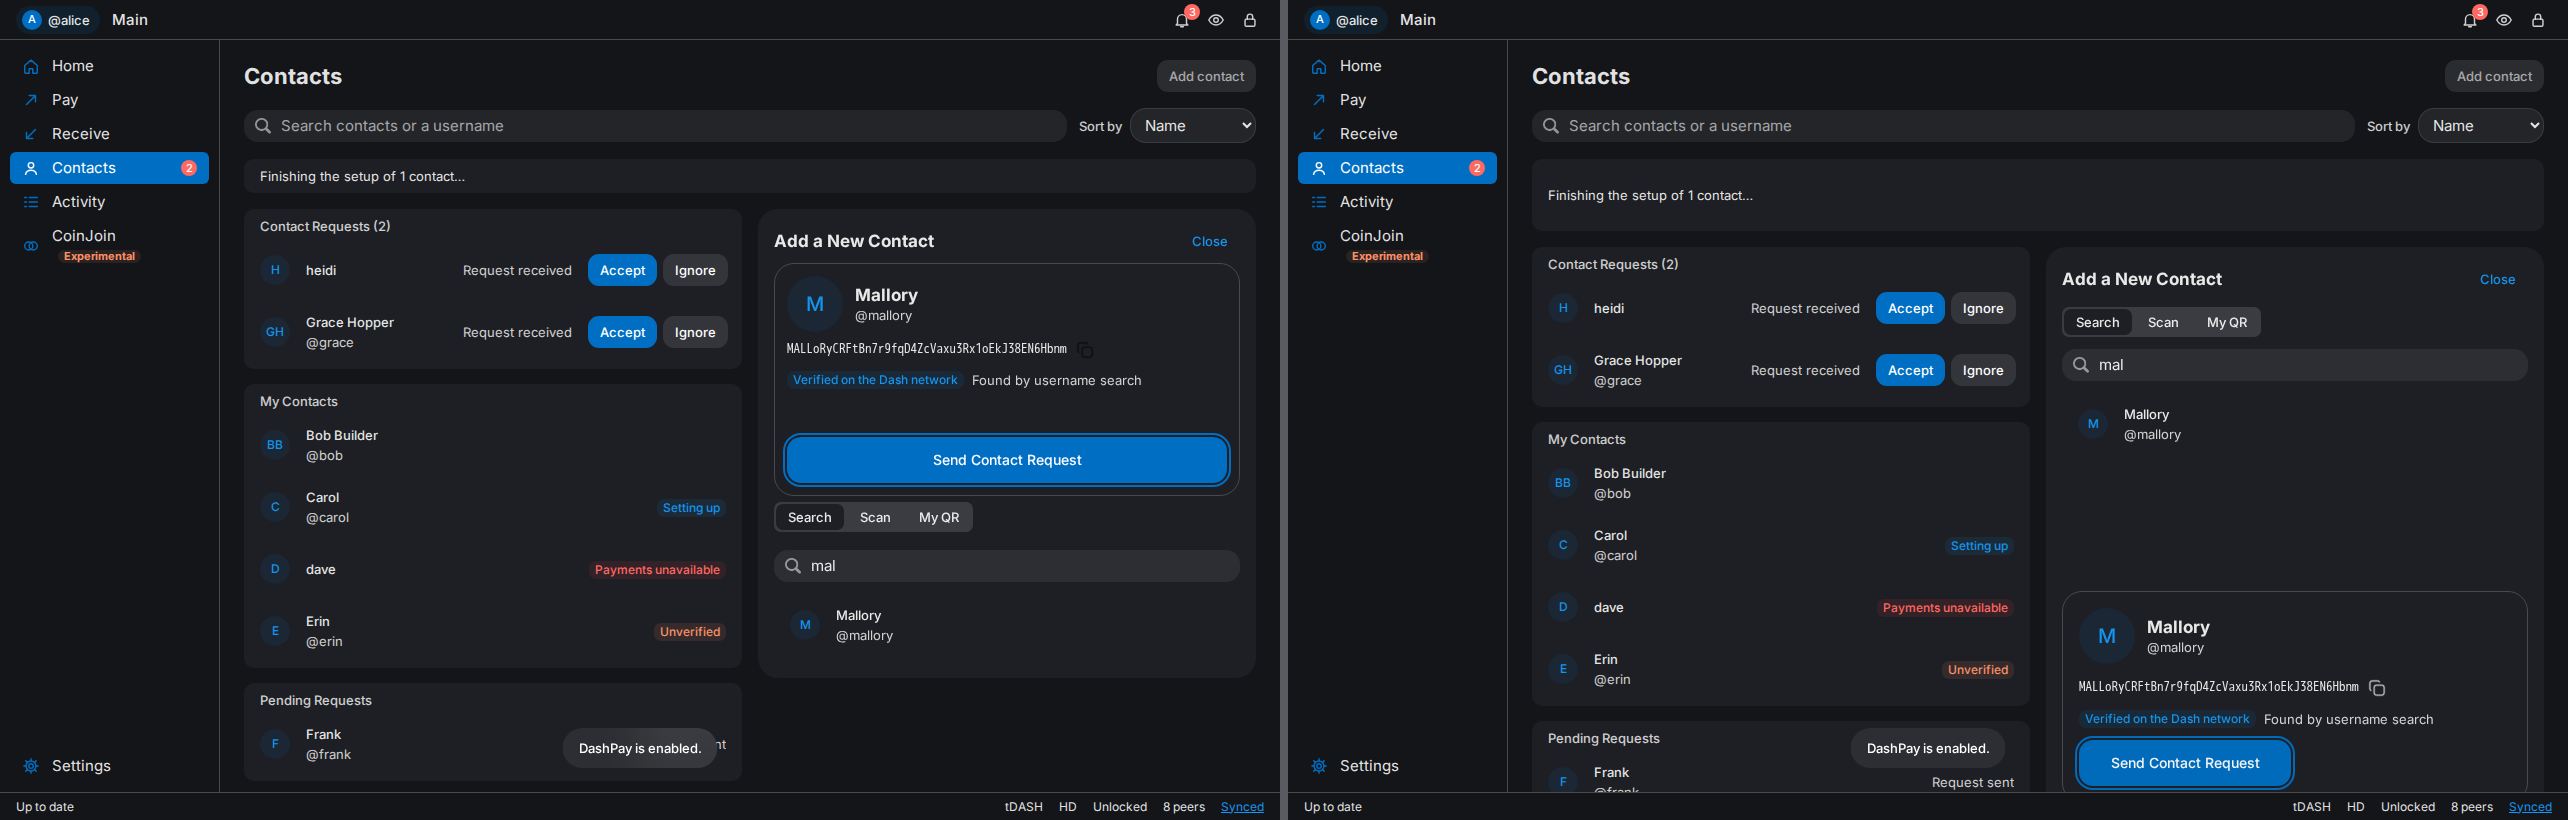 A @alice Main 3
Home
Pay
Receive
Contacts 2
Activity
CoinJoin
Experimental
Settings
Contacts Add contact
Search contacts or a username Sort by Name
Finishing the setup of 1 contact...
Contact Requests (2)
H heidi Request received Accept Ignore
GH Grace Hopper Request received Accept Ignore
@grace
My Contacts
BB Bob Builder
@bob
C Carol Setting up
@carol
D dave Payments unavailable
E Erin Unverified
@erin
Pending Requests
F Frank
@frank
DashPay is enabled.
Add a New Contact Close
M Mallory
@mallory
MALLoRyCRFtBn7r9fqD4ZcVaxu3Rx1oEkJ38EN6Hbnm
Verified on the Dash network Found by username search
Send Contact Request
Search Scan My QR
mal
M Mallory
@mallory
Up to date tDASH HD Unlocked 8 peers Synced
A @alice Main 3
Home
Pay
Receive
Contacts 2
Activity
CoinJoin
Experimental
Settings
Contacts Add contact
Search contacts or a username Sort by Name
Finishing the setup of 1 contact...
Contact Requests (2)
H heidi Request received Accept Ignore
GH Grace Hopper Request received Accept Ignore
@grace
My Contacts
BB Bob Builder
@bob
C Carol Setting up
@carol
D dave Payments unavailable
E Erin Unverified
@erin
Pending Requests
F Frank Request sent
@frank
DashPay is enabled.
Add a New Contact Close
Search Scan My QR
mal
M Mallory
@mallory
M Mallory
@mallory
MALLoRyCRFtBn7r9fqD4ZcVaxu3Rx1oEkJ38EN6Hbnm
Verified on the Dash network Found by username search
Send Contact Request
Up to date tDASH HD Unlocked 8 peers Synced